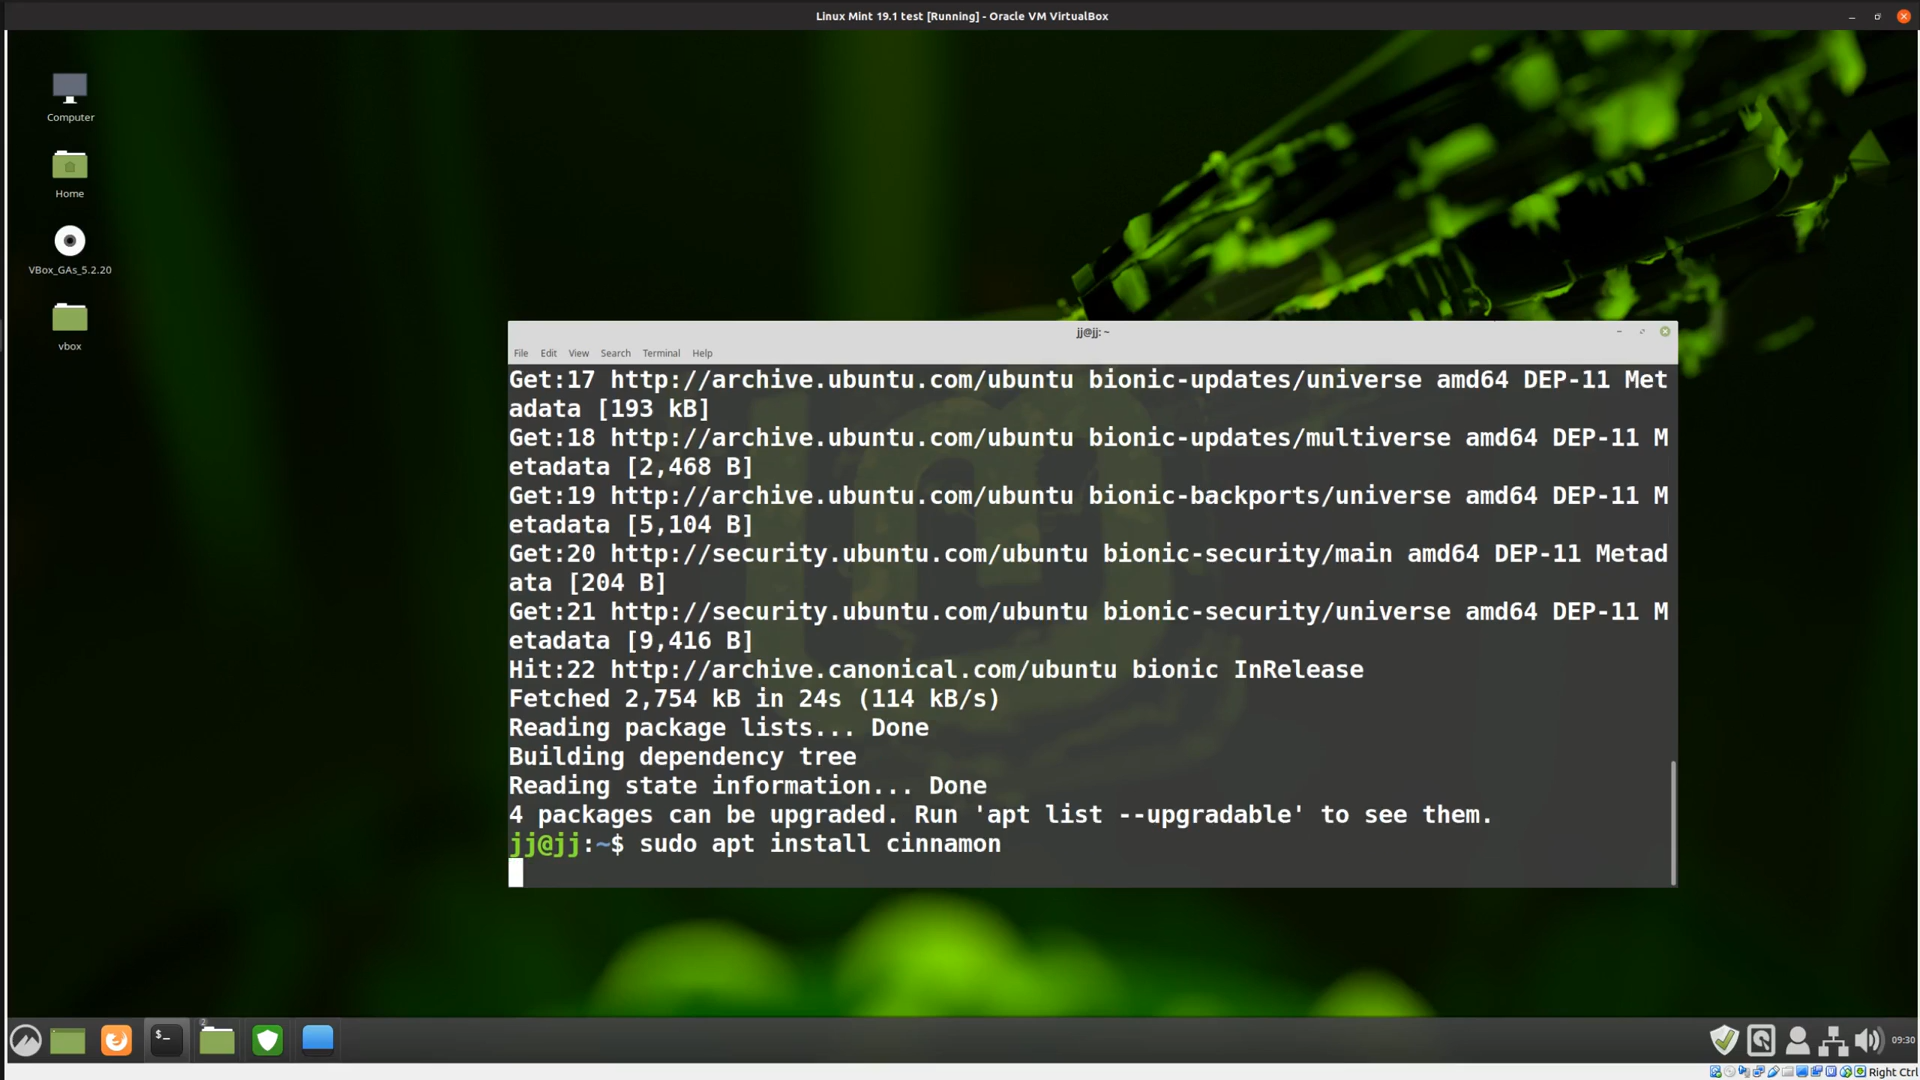 Linux Mint 19.1 test [Running] - Oracle VM VirtualBox
Computer
Home
VBox_GAs_5.2.20
vbox
jj@jj: ~
File Edit View Search Terminal Help
Get:17 http://archive.ubuntu.com/ubuntu bionic-updates/universe amd64 DEP-11 Met
adata [193 kB]
Get:18 http://archive.ubuntu.com/ubuntu bionic-updates/multiverse amd64 DEP-11 M
etadata [2,468 B]
Get:19 http://archive.ubuntu.com/ubuntu bionic-backports/universe amd64 DEP-11 M
etadata [5,104 B]
Get:20 http://security.ubuntu.com/ubuntu bionic-security/main amd64 DEP-11 Metad
ata [204 B]
Get:21 http://security.ubuntu.com/ubuntu bionic-security/universe amd64 DEP-11 M
etadata [9,416 B]
Hit:22 http://archive.canonical.com/ubuntu bionic InRelease
Fetched 2,754 kB in 24s (114 kB/s)
Reading package lists... Done
Building dependency tree
Reading state information... Done
4 packages can be upgraded. Run 'apt list --upgradable' to see them.
jj@jj:~$ sudo apt install cinnamon
2
$_
09:30
Right Ctrl